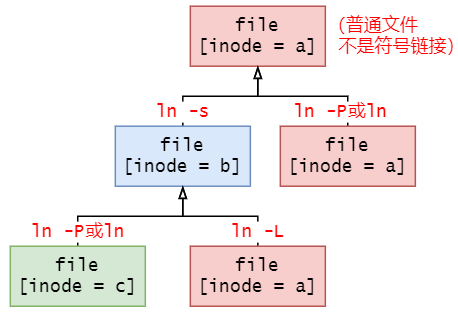 file
[inode = a]
(普通文件
不是符号链接)
ln -s
ln -P或ln
file
[inode = b]
file
[inode = a]
ln -P或ln
ln -L
file
[inode = c]
file
[inode = a]